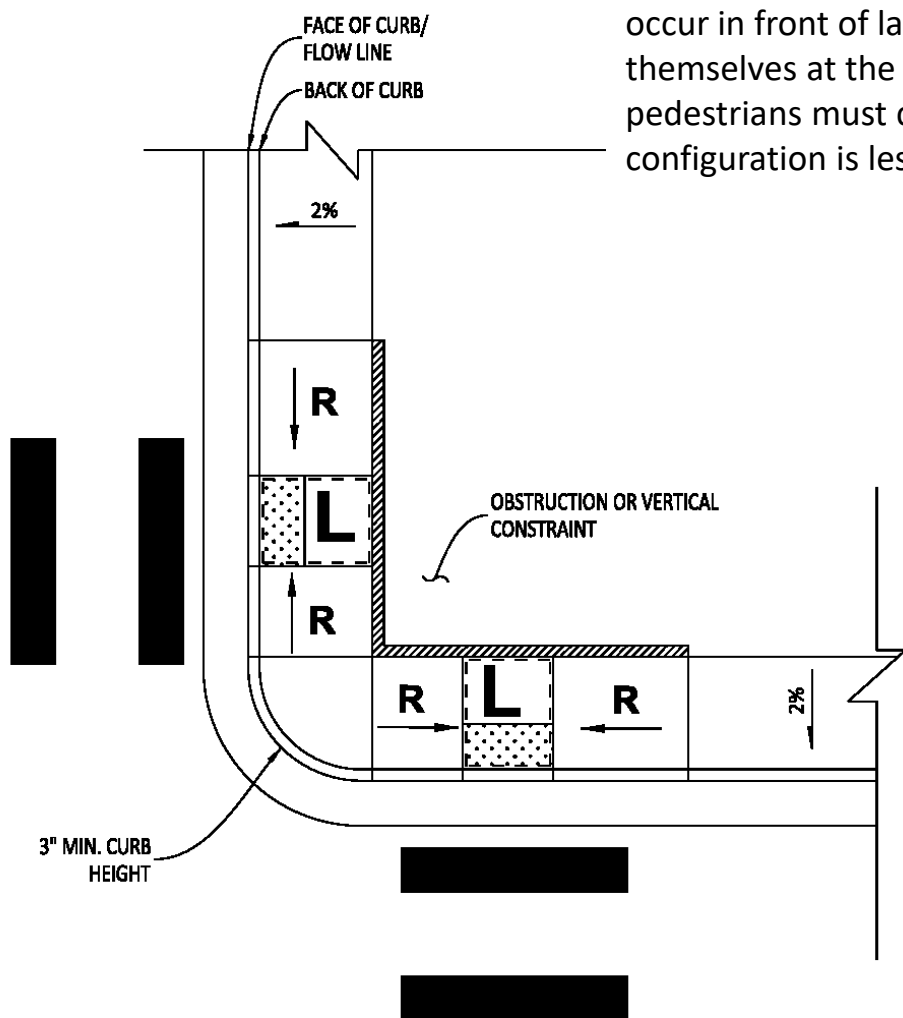 occur in front of la
themselves at the
pedestrians must
configuration is les
FACE OF CURB/
FLOW LINE
BACK OF CURB
2%
R
L
R
OBSTRUCTION OR VERTICAL
CONSTRAINT
R
L
R
2%
3" MIN. CURB
HEIGHT